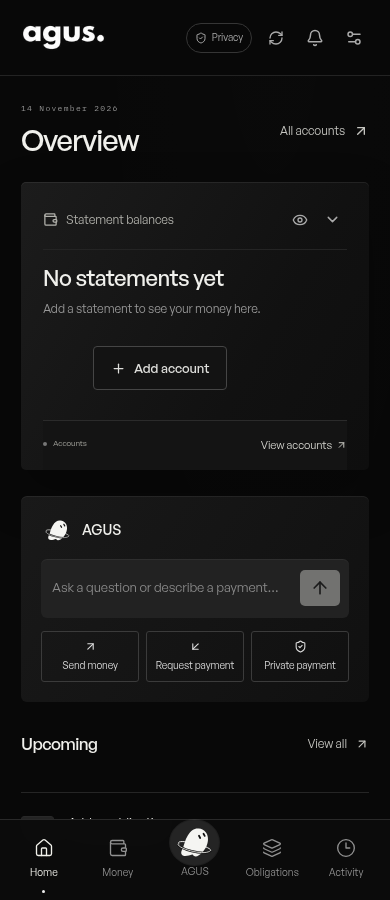 agus.
Privacy
14 November 2026
Overview
All accounts
Statement balances
No statements yet
Add a statement to see your money here.
Add account
Accounts
View accounts
AGUS
Ask a question or describe a payment...
Send money
Request payment
Private payment
Upcoming
View all
Home
Money
AGUS
Obligations
Activity